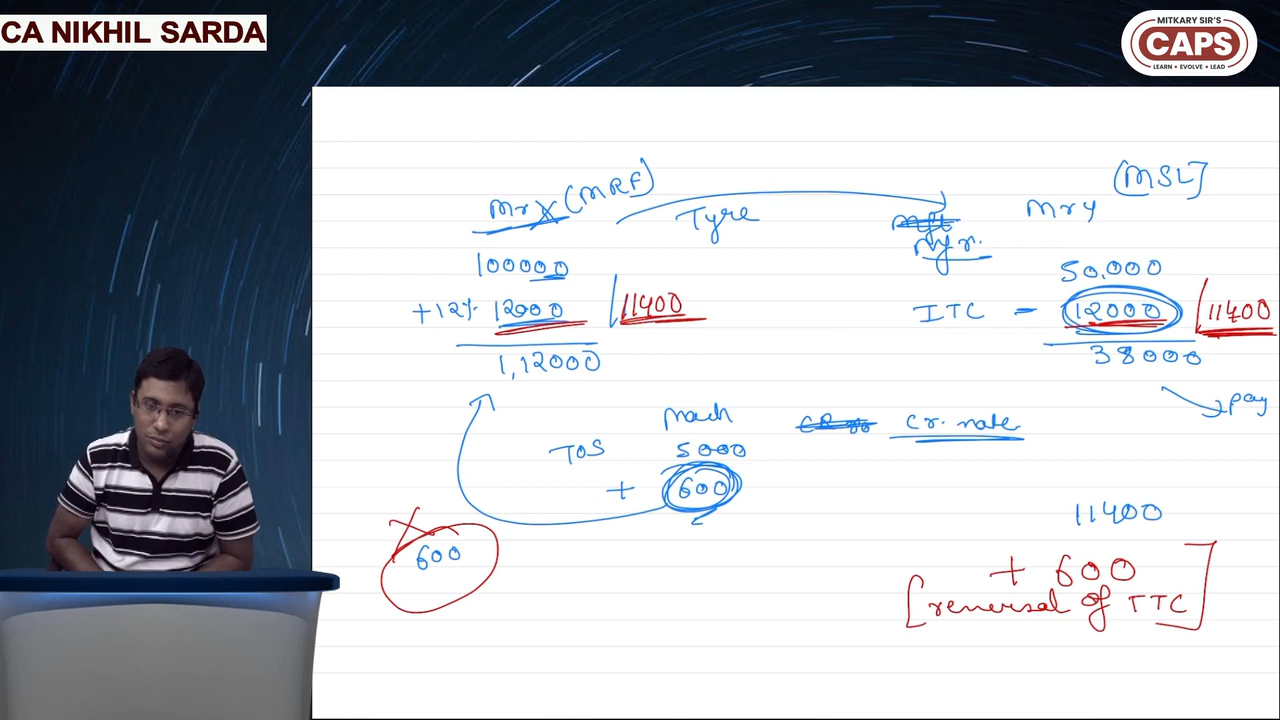 CA NIKHIL SARDA
MITKARY SIR'S
CAPS
LEARN • EVOLVE • LEAD
Mr X (MRF)
Tyre
Mr Y
[MSL]
100000
50,000
+12% 12000
11400
ITC - 12000
11400
1,12000
38000
pay
March
Cr. note
TOS 5000
+ 600
11400
600
+ 600
[reversal of ITC]